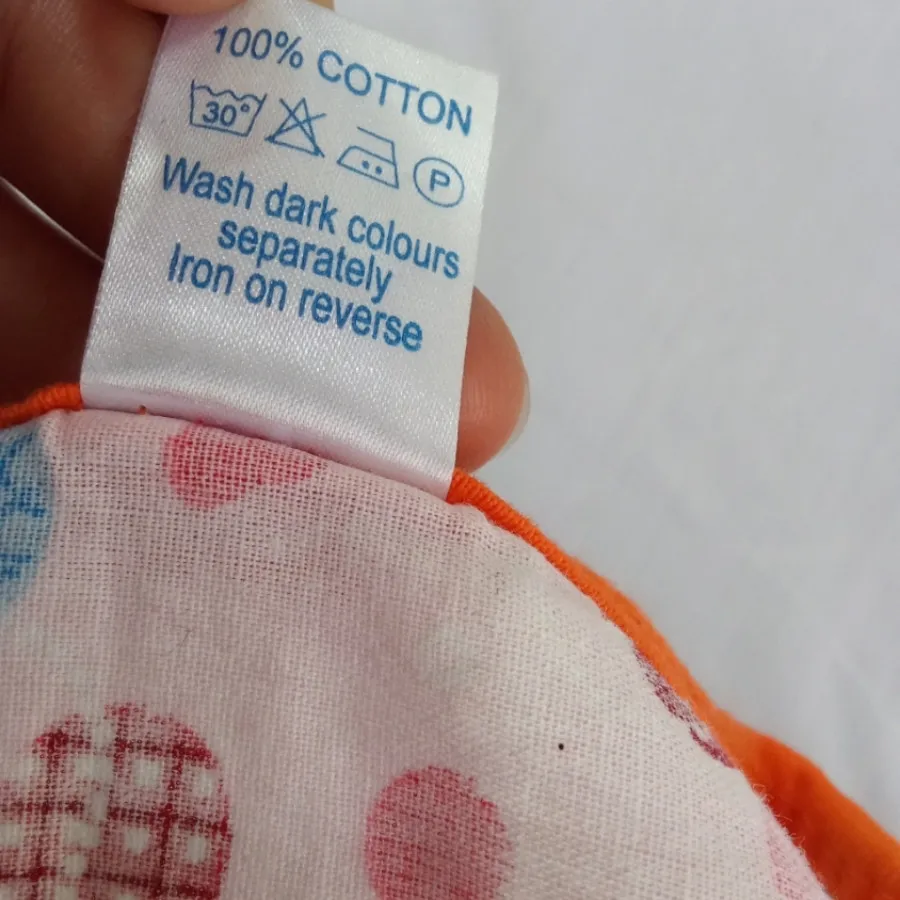 100% COTTON
30° P
Wash dark colours
separately
Iron on reverse